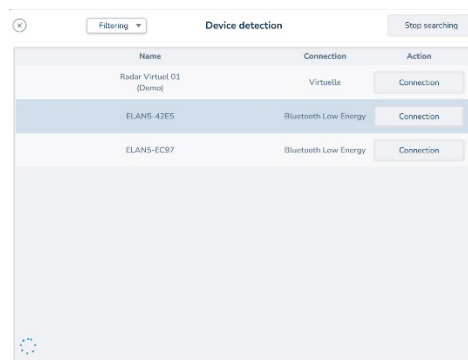 Filtering Device detection Stop searching
Name Connection Action
Radar Virtuel 01
(Demo) Virtuelle Connection
ELAN5-42E5 Bluetooth Low Energy Connection
ELAN5-EC97 Bluetooth Low Energy Connection